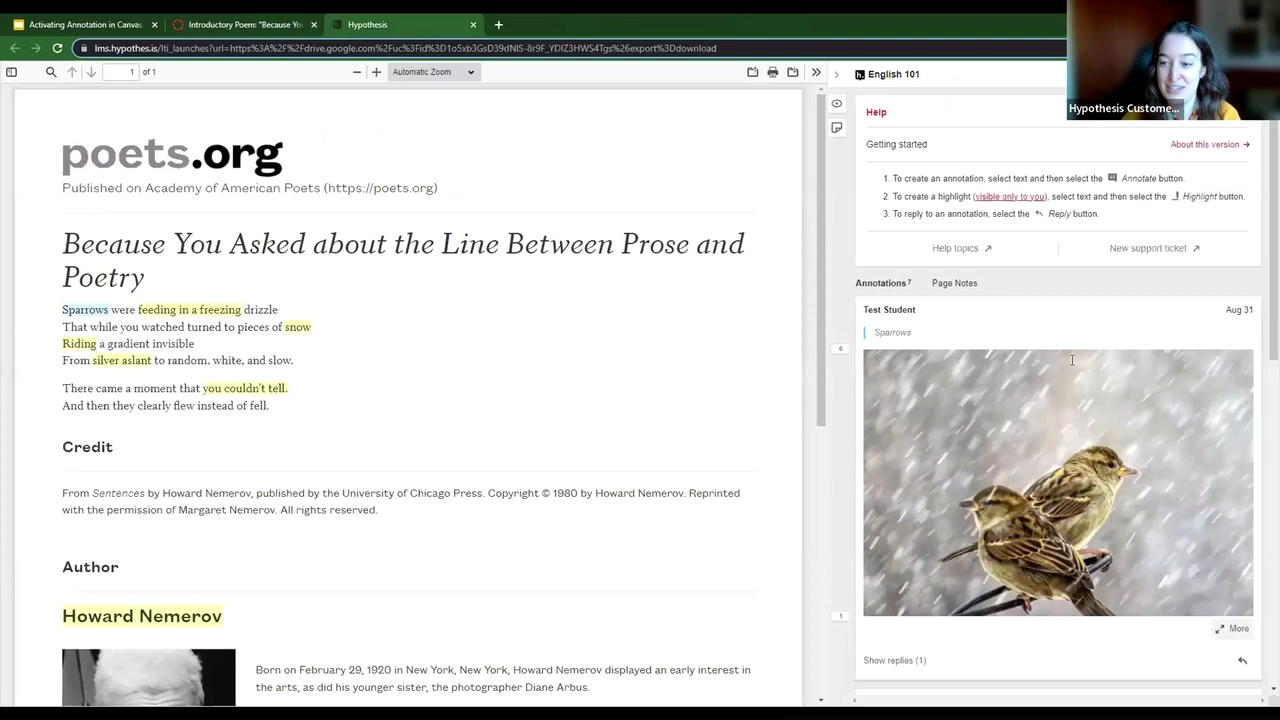 Activating Annotation in Canvas
Introductory Poem: "Because Yo
Hypothesis
lms.hypothes.is/lti_launches?url=https%3A%2F%2Fdrive.google.com%2Fuc%3Fid%3D1o5xb3GsD39dNIS-8r9F_YDIZ3HWS4Tgs%26export%3Ddownload
1 of 1
Automatic Zoom
English 101
Hypothesis Custome...
poets.org
Published on Academy of American Poets (https://poets.org)
Because You Asked about the Line Between Prose and
Poetry
Sparrows were feeding in a freezing drizzle
That while you watched turned to pieces of snow
Riding a gradient invisible
From silver aslant to random, white, and slow.
There came a moment that you couldn't tell.
And then they clearly flew instead of fell.
Credit
From Sentences by Howard Nemerov, published by the University of Chicago Press. Copyright © 1980 by Howard Nemerov. Reprinted
with the permission of Margaret Nemerov. All rights reserved.
Author
Howard Nemerov
Born on February 29, 1920 in New York, New York, Howard Nemerov displayed an early interest in
the arts, as did his younger sister, the photographer Diane Arbus.
Help
Getting started
About this version →
1. To create an annotation, select text and then select the Annotate button.
2. To create a highlight (visible only to you), select text and then select the Highlight button.
3. To reply to an annotation, select the Reply button.
Help topics
New support ticket
Annotations 7
Page Notes
Test Student
Aug 31
Sparrows
6
1
More
Show replies (1)